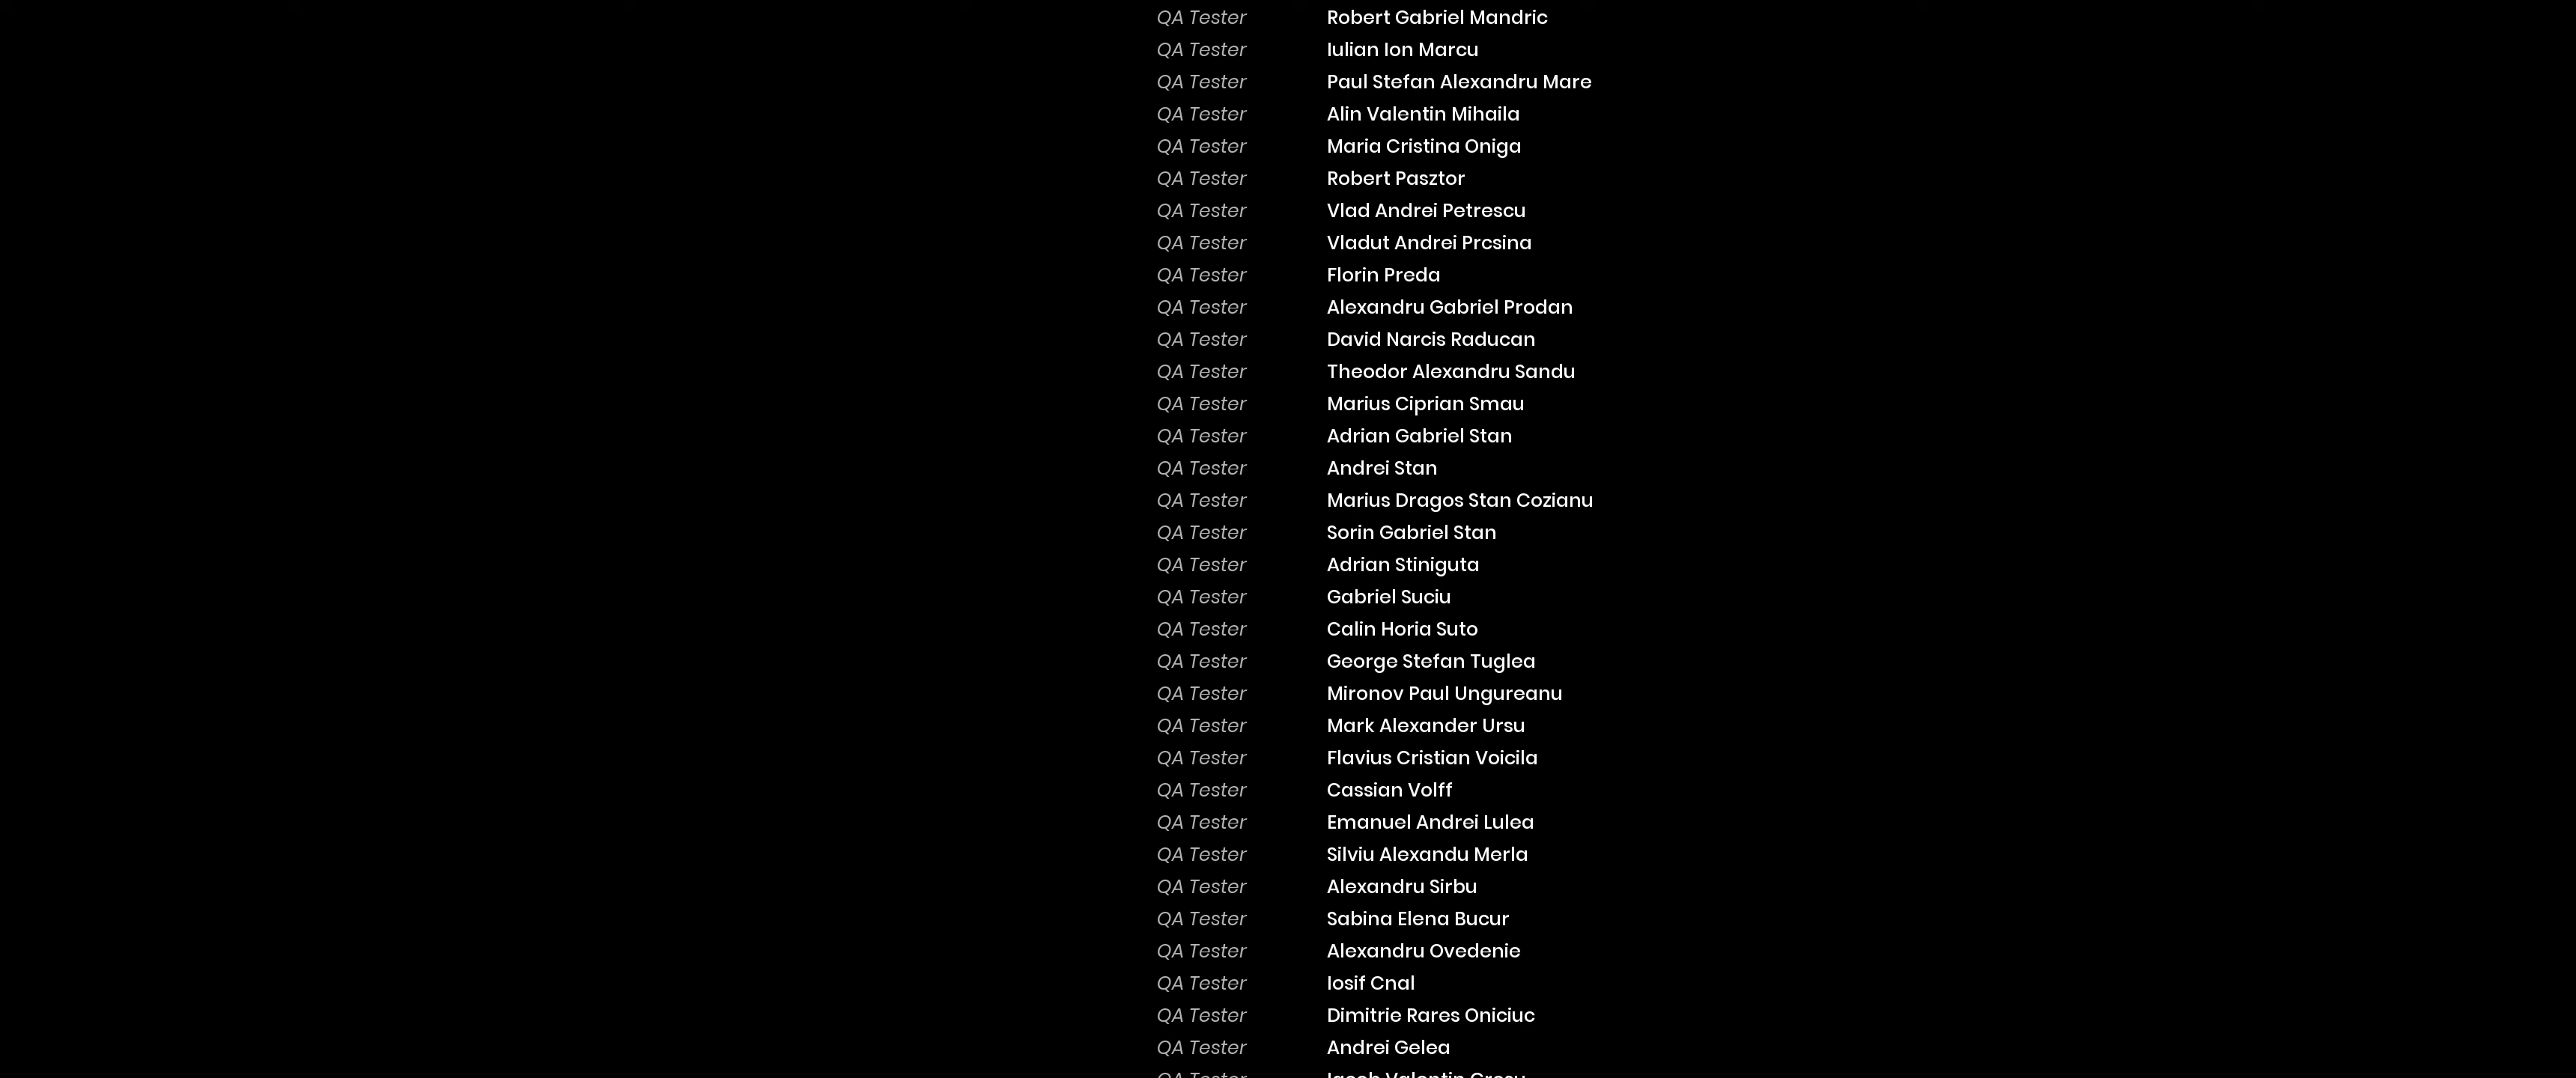 QA Tester Robert Gabriel Mandric
QA Tester Iulian Ion Marcu
QA Tester Paul Stefan Alexandru Mare
QA Tester Alin Valentin Mihaila
QA Tester Maria Cristina Oniga
QA Tester Robert Pasztor
QA Tester Vlad Andrei Petrescu
QA Tester Vladut Andrei Prcsina
QA Tester Florin Preda
QA Tester Alexandru Gabriel Prodan
QA Tester David Narcis Raducan
QA Tester Theodor Alexandru Sandu
QA Tester Marius Ciprian Smau
QA Tester Adrian Gabriel Stan
QA Tester Andrei Stan
QA Tester Marius Dragos Stan Cozianu
QA Tester Sorin Gabriel Stan
QA Tester Adrian Stiniguta
QA Tester Gabriel Suciu
QA Tester Calin Horia Suto
QA Tester George Stefan Tuglea
QA Tester Mironov Paul Ungureanu
QA Tester Mark Alexander Ursu
QA Tester Flavius Cristian Voicila
QA Tester Cassian Volff
QA Tester Emanuel Andrei Lulea
QA Tester Silviu Alexandu Merla
QA Tester Alexandru Sirbu
QA Tester Sabina Elena Bucur
QA Tester Alexandru Ovedenie
QA Tester Iosif Cnal
QA Tester Dimitrie Rares Oniciuc
QA Tester Andrei Gelea
QA Tester Valentin